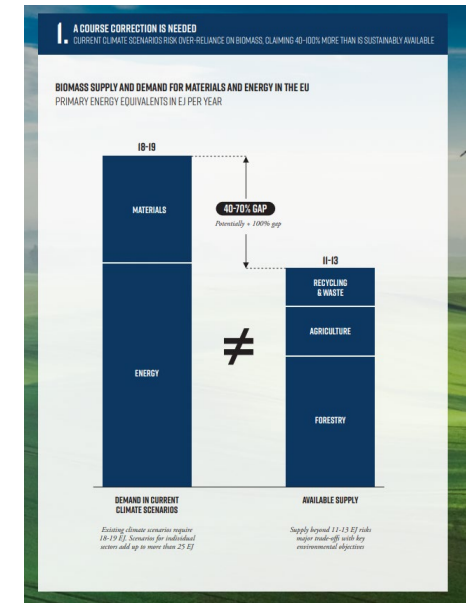 1.
A COURSE CORRECTION IS NEEDED
CURRENT CLIMATE SCENARIOS RISK OVER-RELIANCE ON BIOMASS, CLAIMING 40-100% MORE THAN IS SUSTAINABLY AVAILABLE
BIOMASS SUPPLY AND DEMAND FOR MATERIALS AND ENERGY IN THE EU
PRIMARY ENERGY EQUIVALENTS IN EJ PER YEAR
18-19
MATERIALS
ENERGY
40-70% GAP
Potentially + 100% gap
≠
11-13
RECYCLING
& WASTE
AGRICULTURE
FORESTRY
DEMAND IN CURRENT
CLIMATE SCENARIOS
Existing climate scenarios require
18-19 EJ. Scenarios for individual
sectors add up to more than 25 EJ
AVAILABLE SUPPLY
Supply beyond 11-13 EJ risks
major trade-offs with key
environmental objectives